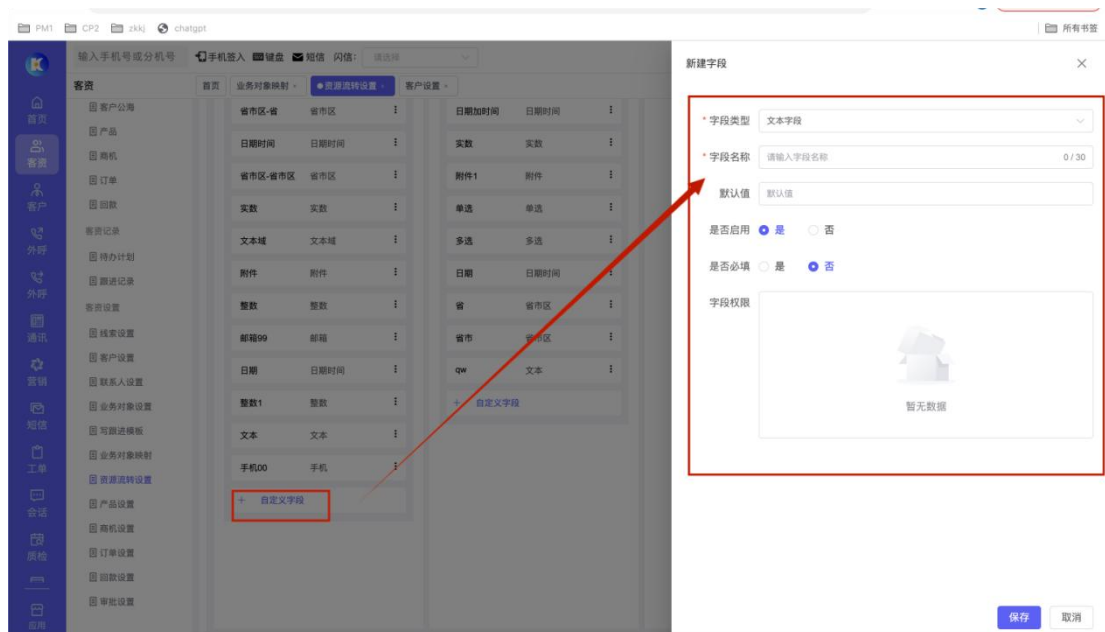 PM1 CP2 zkkj chatgpt 所有书签
输入手机号或分机号 手机签入 键盘 短信 闪信： 请选择
客资 首页 业务对象映射 资源流转设置 客户设置
首页
客资
客户
外呼
外呼
通讯
营销
短信
工单
会话
质检
应用
客户公海
产品
商机
订单
回款
客资记录
待办计划
跟进记录
客资设置
线索设置
客户设置
联系人设置
业务对象设置
写跟进模板
业务对象映射
资源流转设置
产品设置
商机设置
订单设置
回款设置
审批设置
省市区-省 省市区
日期时间 日期时间
省市区-省市区 省市区
实数 实数
文本域 文本域
附件 附件
整数 整数
邮箱99 邮箱
日期 日期时间
整数1 整数
文本 文本
手机00 手机
+ 自定义字段
日期加时间 日期时间
实数 实数
附件1 附件
单选 单选
多选 多选
日期 日期时间
省 省市区
省市 省市区
qw 文本
+ 自定义字段
新建字段
* 字段类型 文本字段
* 字段名称 请输入字段名称 0 / 30
默认值 默认值
是否启用 是 否
是否必填 是 否
字段权限
暂无数据
保存 取消